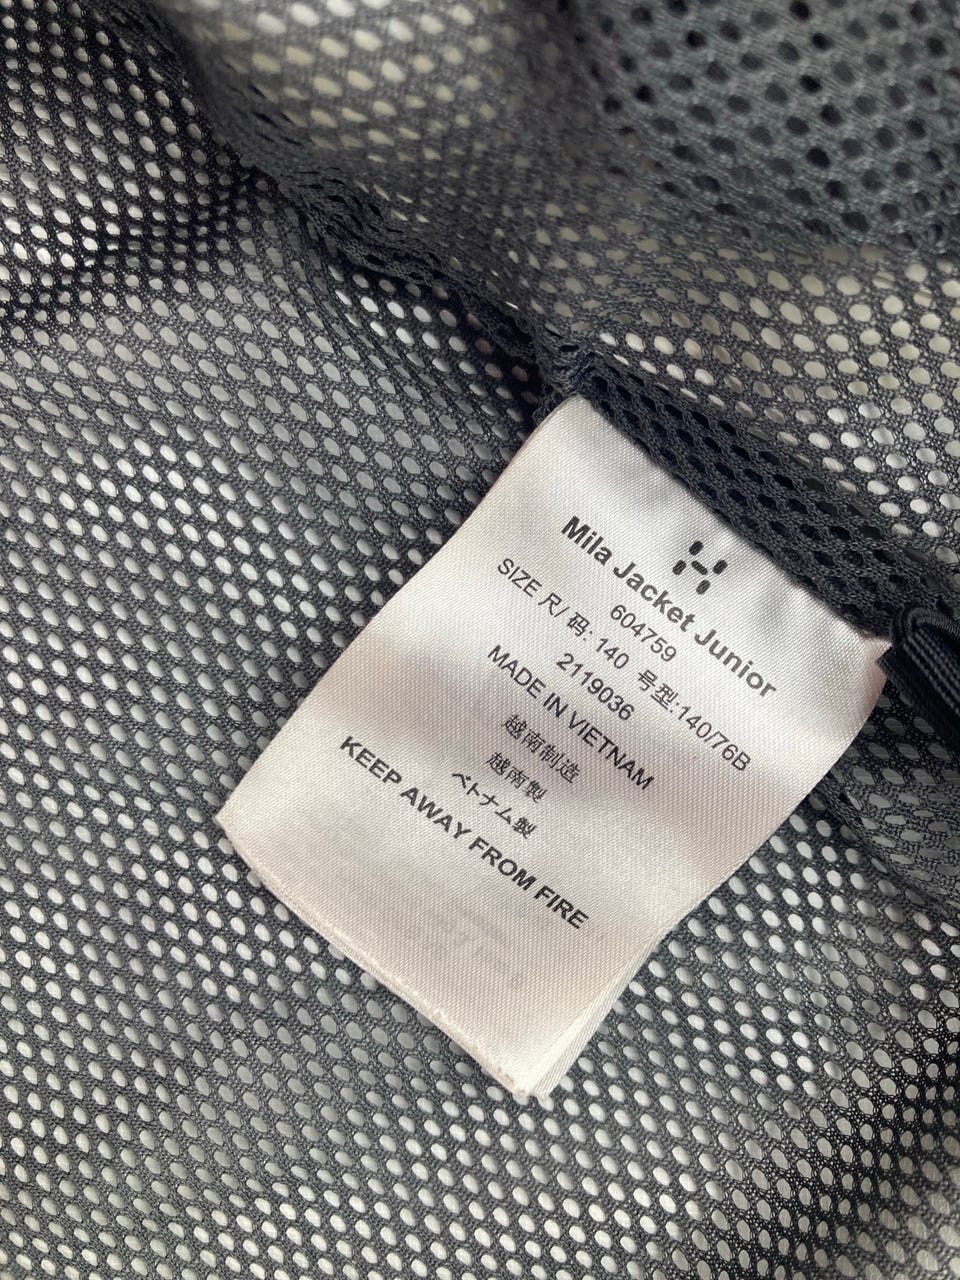 Mila Jacket Junior
604759
SIZE 尺/ 码: 140 号型:140/76B
2119036
MADE IN VIETNAM
越南制造
越南製
ベトナム製
KEEP AWAY FROM FIRE